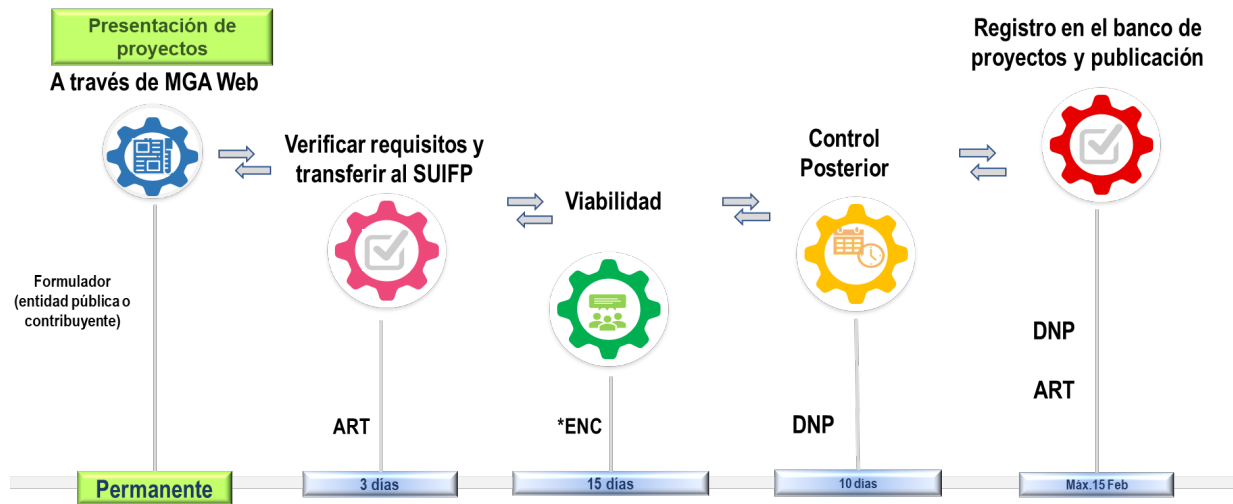 Presentación de
proyectos
A través de MGA Web
Formulador
(entidad pública o
contribuyente)
Permanente
Verificar requisitos y
transferir al SUIFP
ART
3 días
Viabilidad
*ENC
15 días
Control
Posterior
DNP
10 dias
Registro en el banco de
proyectos y publicación
DNP
ART
Máx.15 Feb